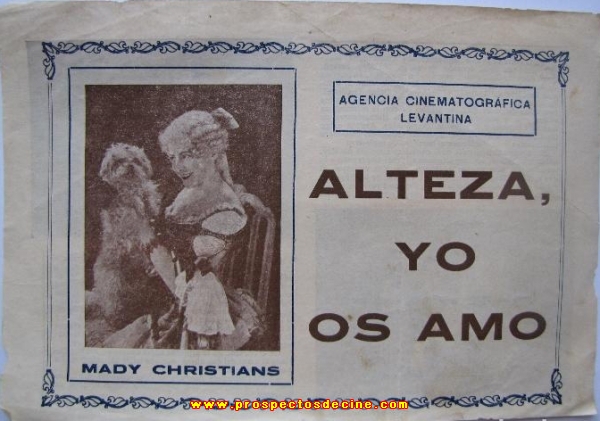 AGENCIA CINEMATOGRÁFICA
LEVANTINA
ALTEZA,
YO
OS AMO
MADY CHRISTIANS
www.prospectosdecine.com